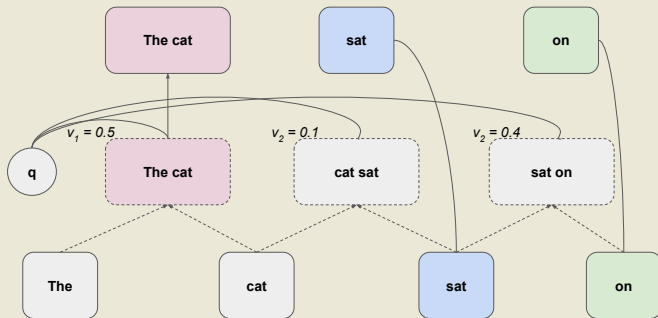 The cat
sat
on
v1 = 0.5
v2 = 0.1
v2 = 0.4
q
The cat
cat sat
sat on
The
cat
sat
on